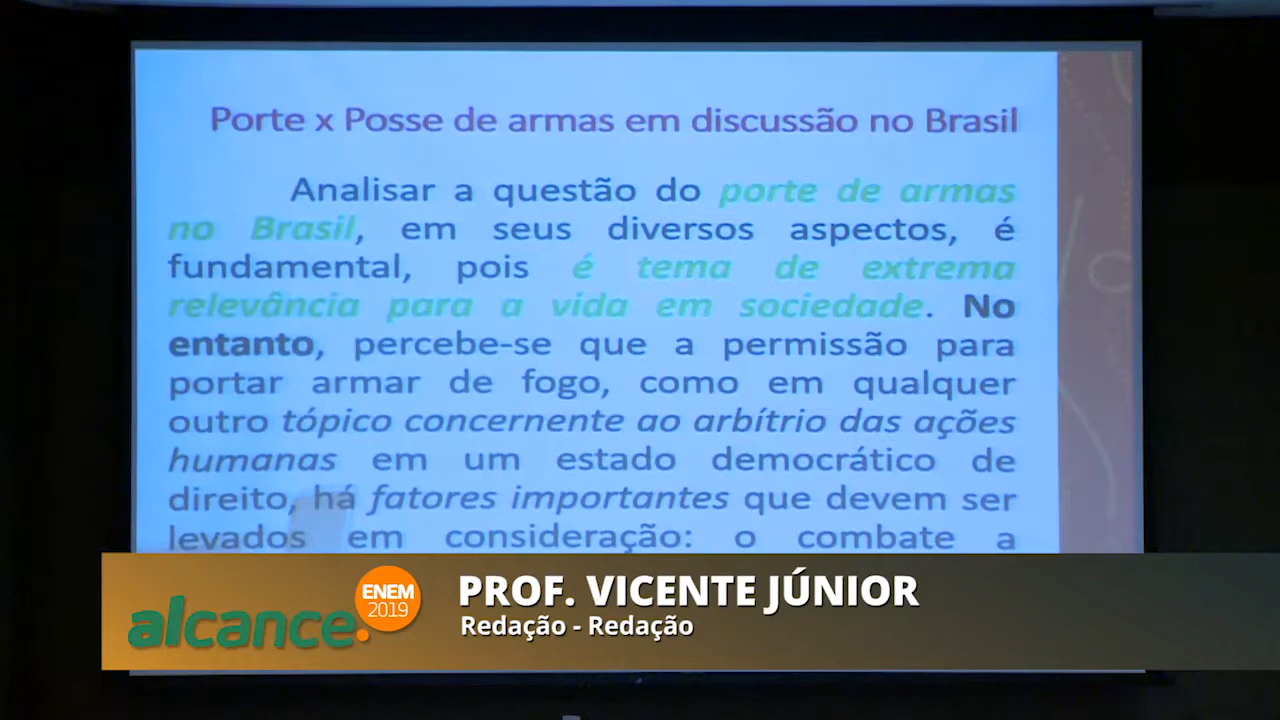 Porte x Posse de armas em discussão no Brasil
Analisar a questão do porte de armas
no Brasil, em seus diversos aspectos, é
fundamental, pois é tema de extrema
relevância para a vida em sociedade. No
entanto, percebe-se que a permissão para
portar armar de fogo, como em qualquer
outro tópico concernente ao arbítrio das ações
humanas em um estado democrático de
direito, há fatores importantes que devem ser
levados em consideração: o combate a
alcance.
ENEM
2019
PROF. VICENTE JÚNIOR
Redação - Redação